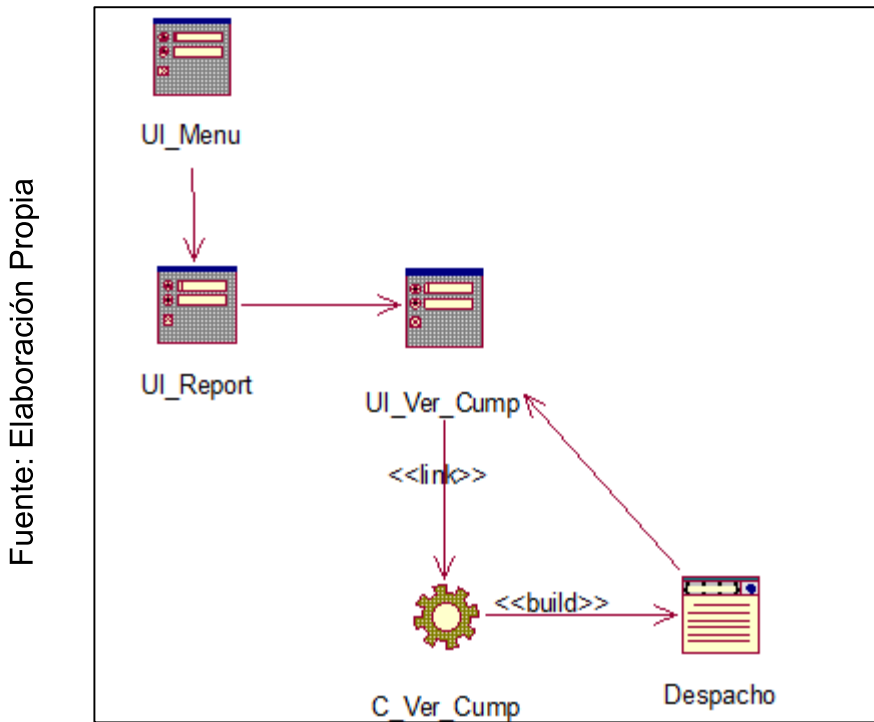 Fuente: Elaboración Propia
UI_Menu
UI_Report
UI_Ver_Cump
<<link>>
<<build>>
C_Ver_Cump
Despacho